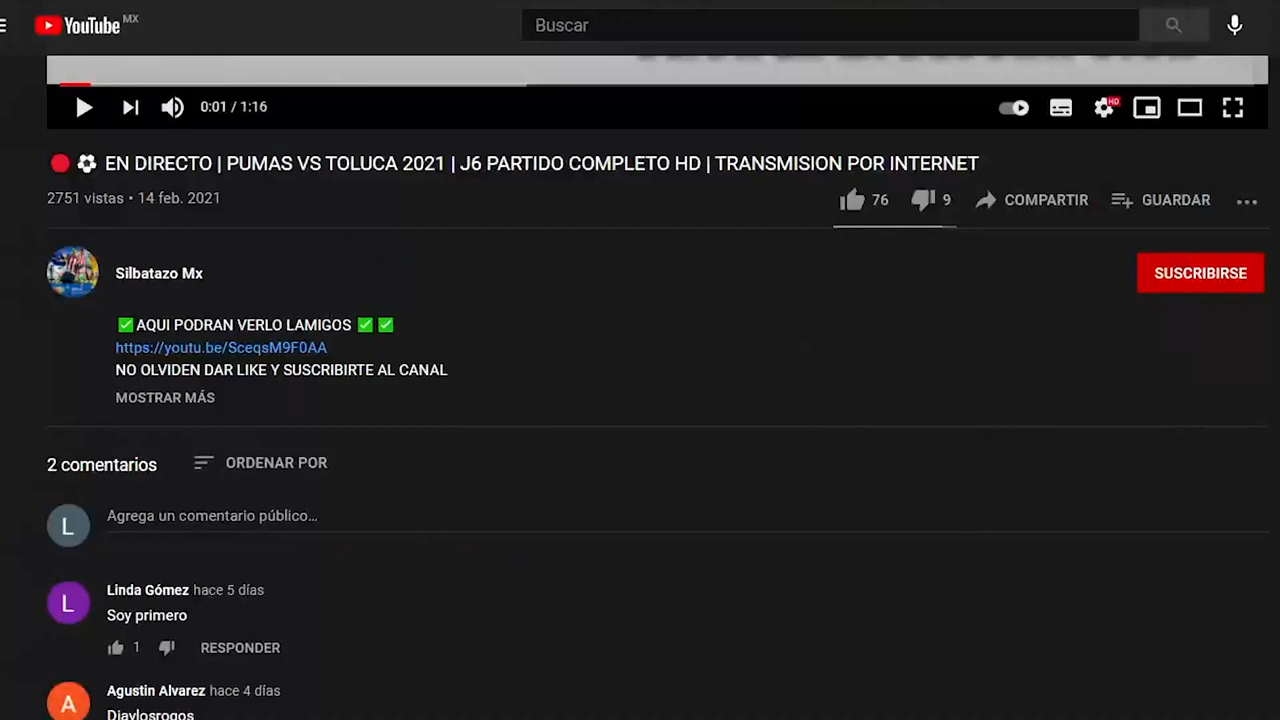 YouTube MX
Buscar
0:01 / 1:16
HD
🔴 ⚽ EN DIRECTO | PUMAS VS TOLUCA 2021 | J6 PARTIDO COMPLETO HD | TRANSMISION POR INTERNET
2751 vistas • 14 feb. 2021
76 9 COMPARTIR GUARDAR
Silbatazo Mx
SUSCRIBIRSE
✅AQUI PODRAN VERLO LAMIGOS ✅ ✅
https://youtu.be/SceqsM9F0AA
NO OLVIDEN DAR LIKE Y SUSCRIBIRTE AL CANAL
MOSTRAR MÁS
2 comentarios ORDENAR POR
L
Agrega un comentario público...
L
Linda Gómez hace 5 días
Soy primero
1 RESPONDER
A
Agustin Alvarez hace 4 días